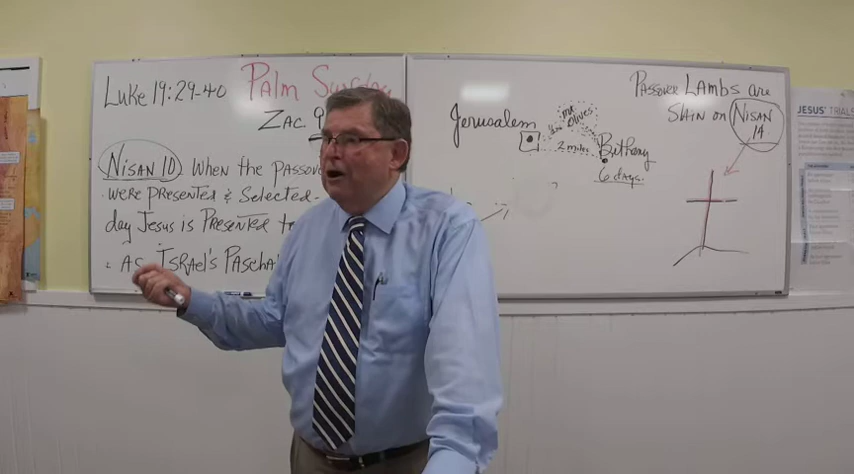 Luke 19:29-40
Palm Sunday
Zac. 9
Nisan 10 When the Passov
were presented & selected
day Jesus is Presented
As Israel's Pascha
Jerusalem
mt Olives
2 miles
Bethany
6 days.
Passover Lambs are
Slain on Nisan
14
JESUS' TRIALS